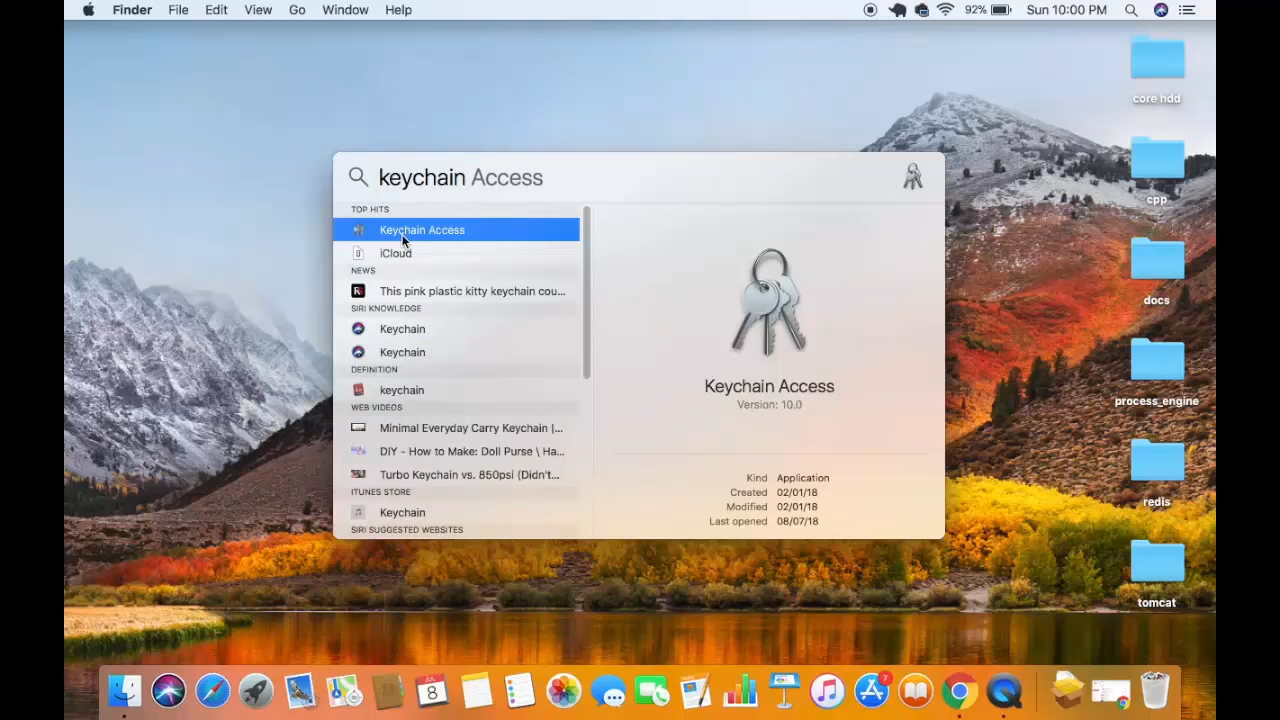 Finder File Edit View Go Window Help 92% Sun 10:00 PM
core hdd
keychain Access
TOP HITS
Keychain Access
iCloud
NEWS
This pink plastic kitty keychain cou...
SIRI KNOWLEDGE
Keychain
Keychain
DEFINITION
keychain
WEB VIDEOS
Minimal Everyday Carry Keychain |...
DIY - How to Make: Doll Purse \ Ha...
Turbo Keychain vs. 850psi (Didn't...
ITUNES STORE
Keychain
SIRI SUGGESTED WEBSITES
Keychain Access
Version: 10.0
Kind Application
Created 02/01/18
Modified 02/01/18
Last opened 08/07/18
cpp
docs
process_engine
redis
tomcat
JUL
8
7